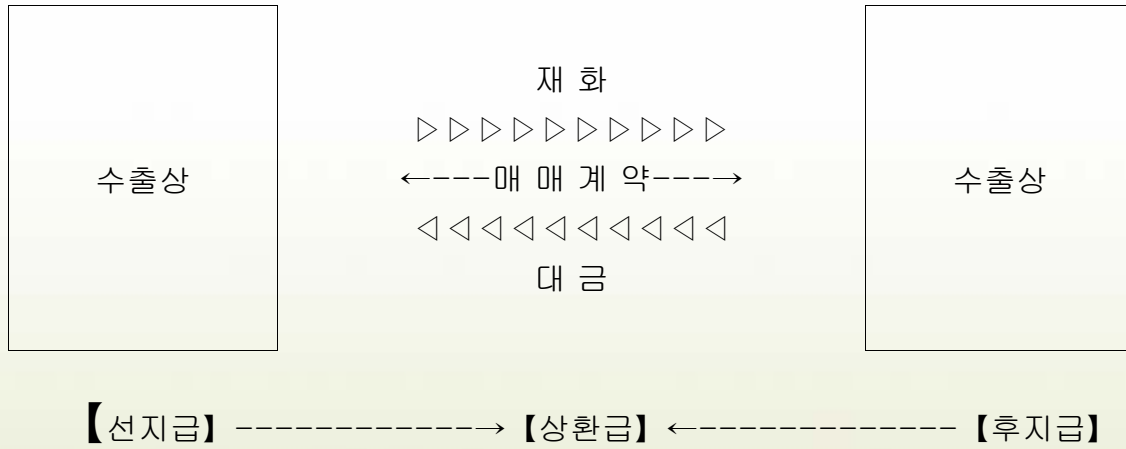 재 화
▷▷▷▷▷▷▷▷▷▷
수출상 ←---매 매 계 약---→ 수출상
◁◁◁◁◁◁◁◁◁◁
대 금
【선지급】 ------------→ 【상환급】 ←------------- 【후지급】